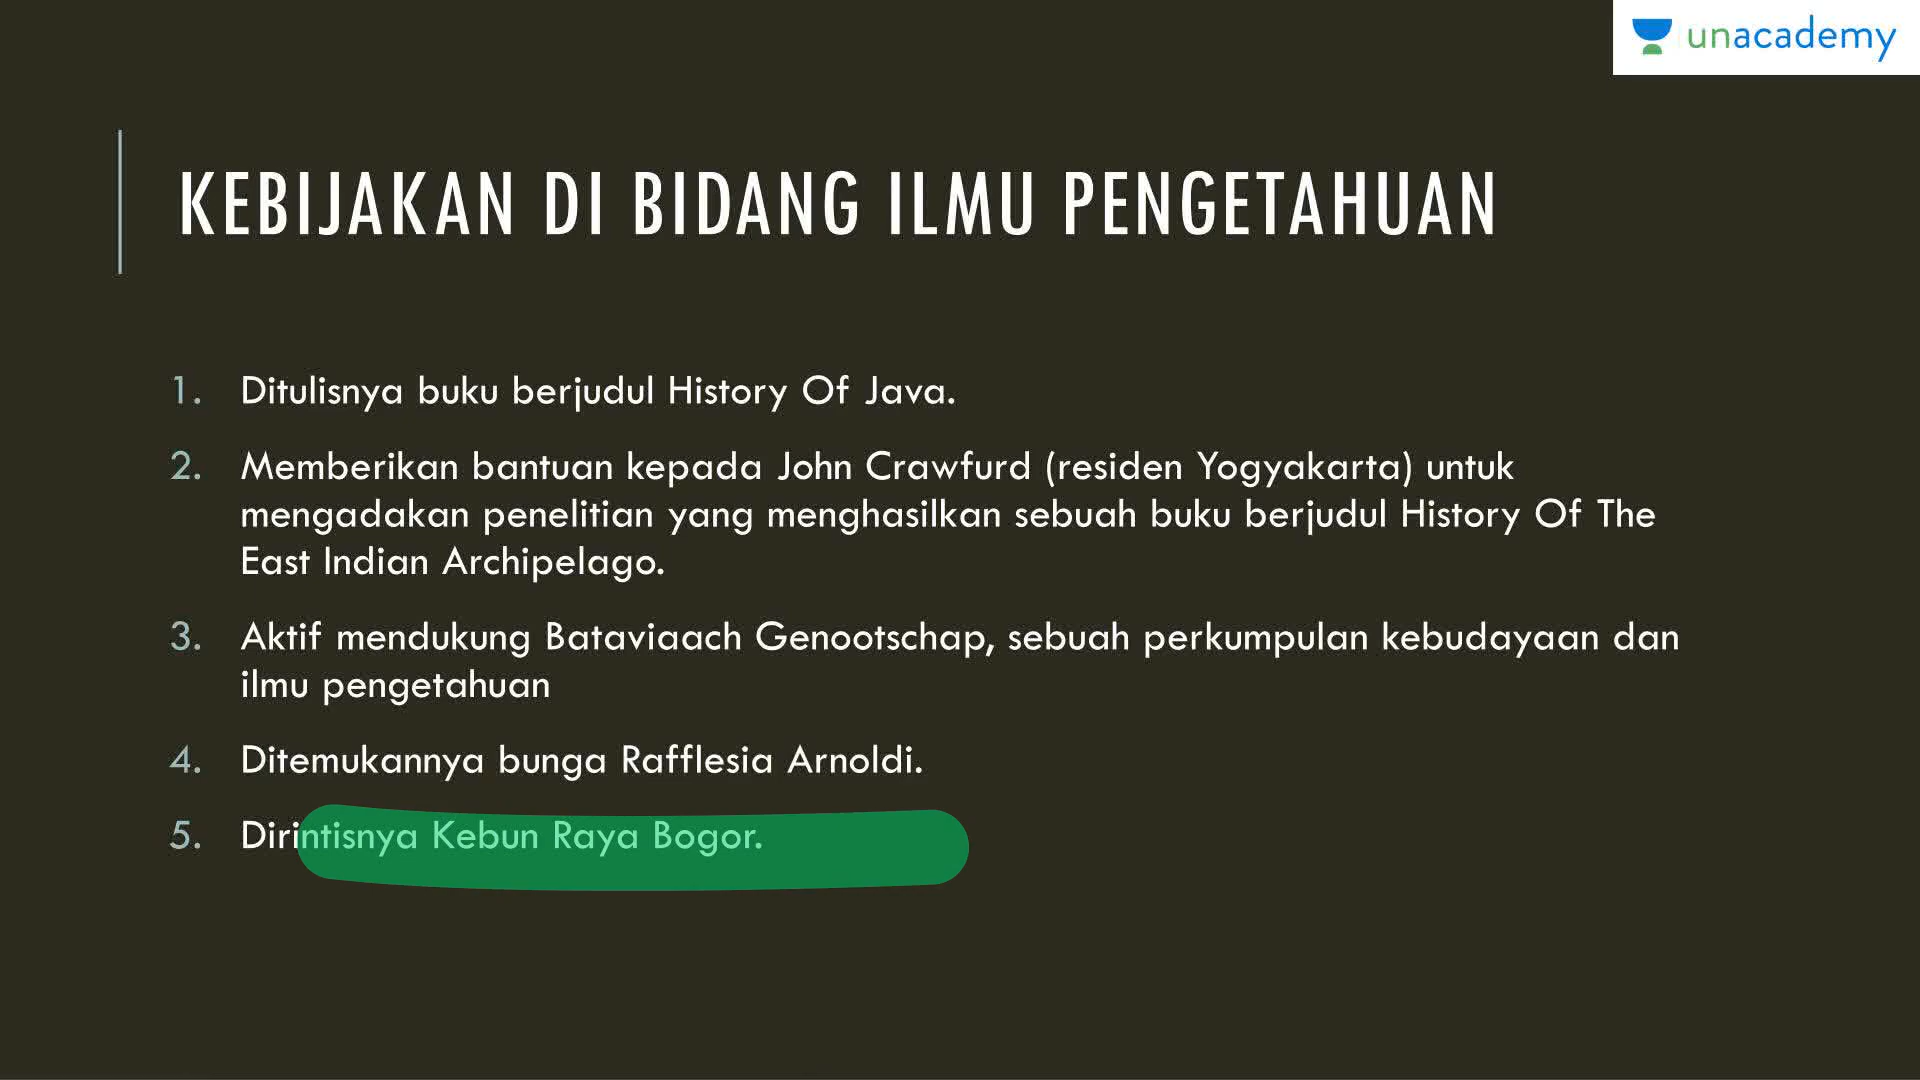 unacademy
KEBIJAKAN DI BIDANG ILMU PENGETAHUAN
1. Ditulisnya buku berjudul History Of Java.
2. Memberikan bantuan kepada John Crawfurd (residen Yogyakarta) untuk
mengadakan penelitian yang menghasilkan sebuah buku berjudul History Of The
East Indian Archipelago.
3. Aktif mendukung Bataviaach Genootschap, sebuah perkumpulan kebudayaan dan
ilmu pengetahuan
4. Ditemukannya bunga Rafflesia Arnoldi.
5. Dirintisnya Kebun Raya Bogor.